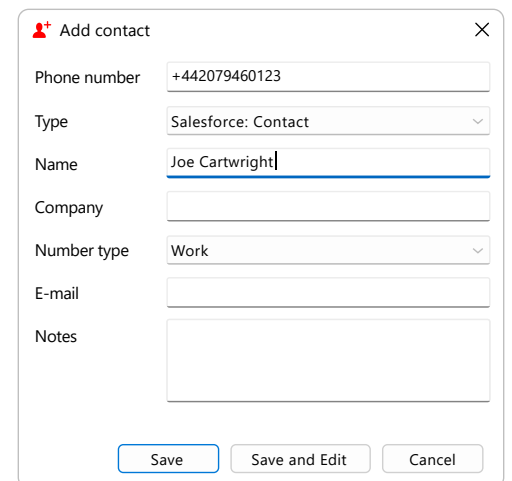 Add contact
Phone number +442079460123
Type Salesforce: Contact
Name Joe Cartwright
Company
Number type Work
E-mail
Notes
Save Save and Edit Cancel